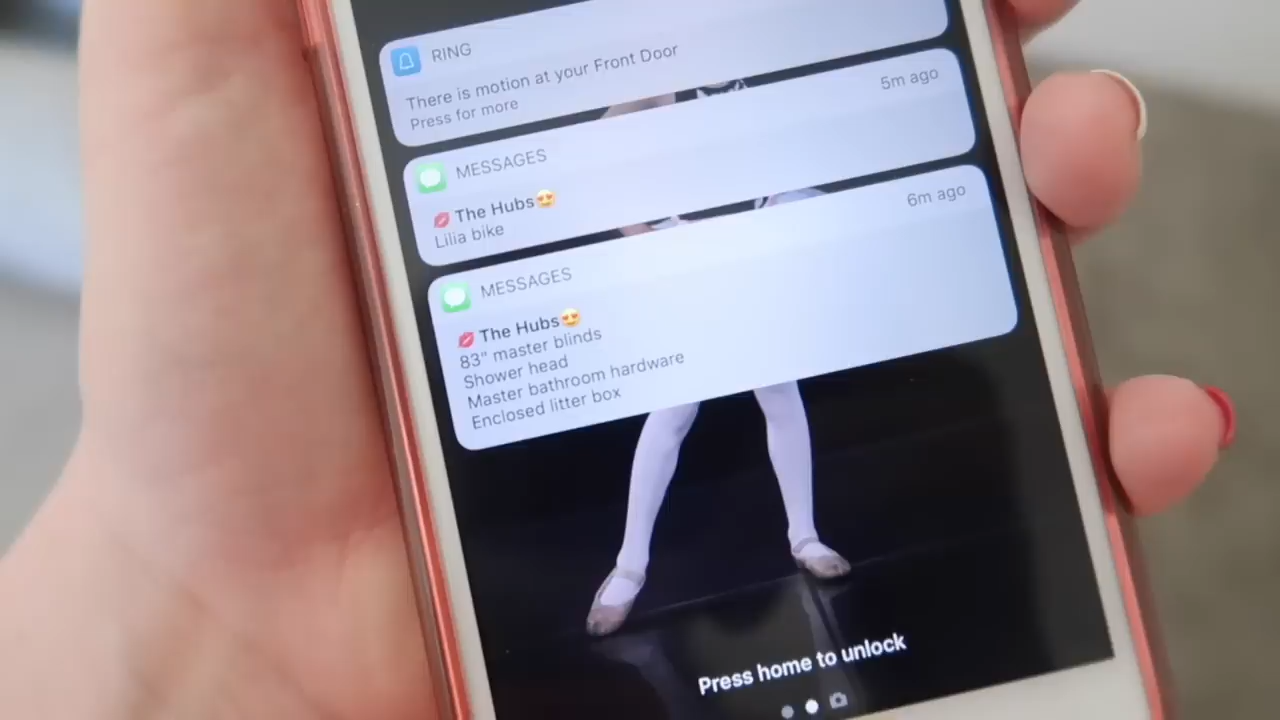 RING
There is motion at your Front Door
Press for more
MESSAGES
5m ago
💋 The Hubs😍
Lilia bike
MESSAGES
6m ago
💋 The Hubs😍
83" master blinds
Shower head
Master bathroom hardware
Enclosed litter box
Press home to unlock